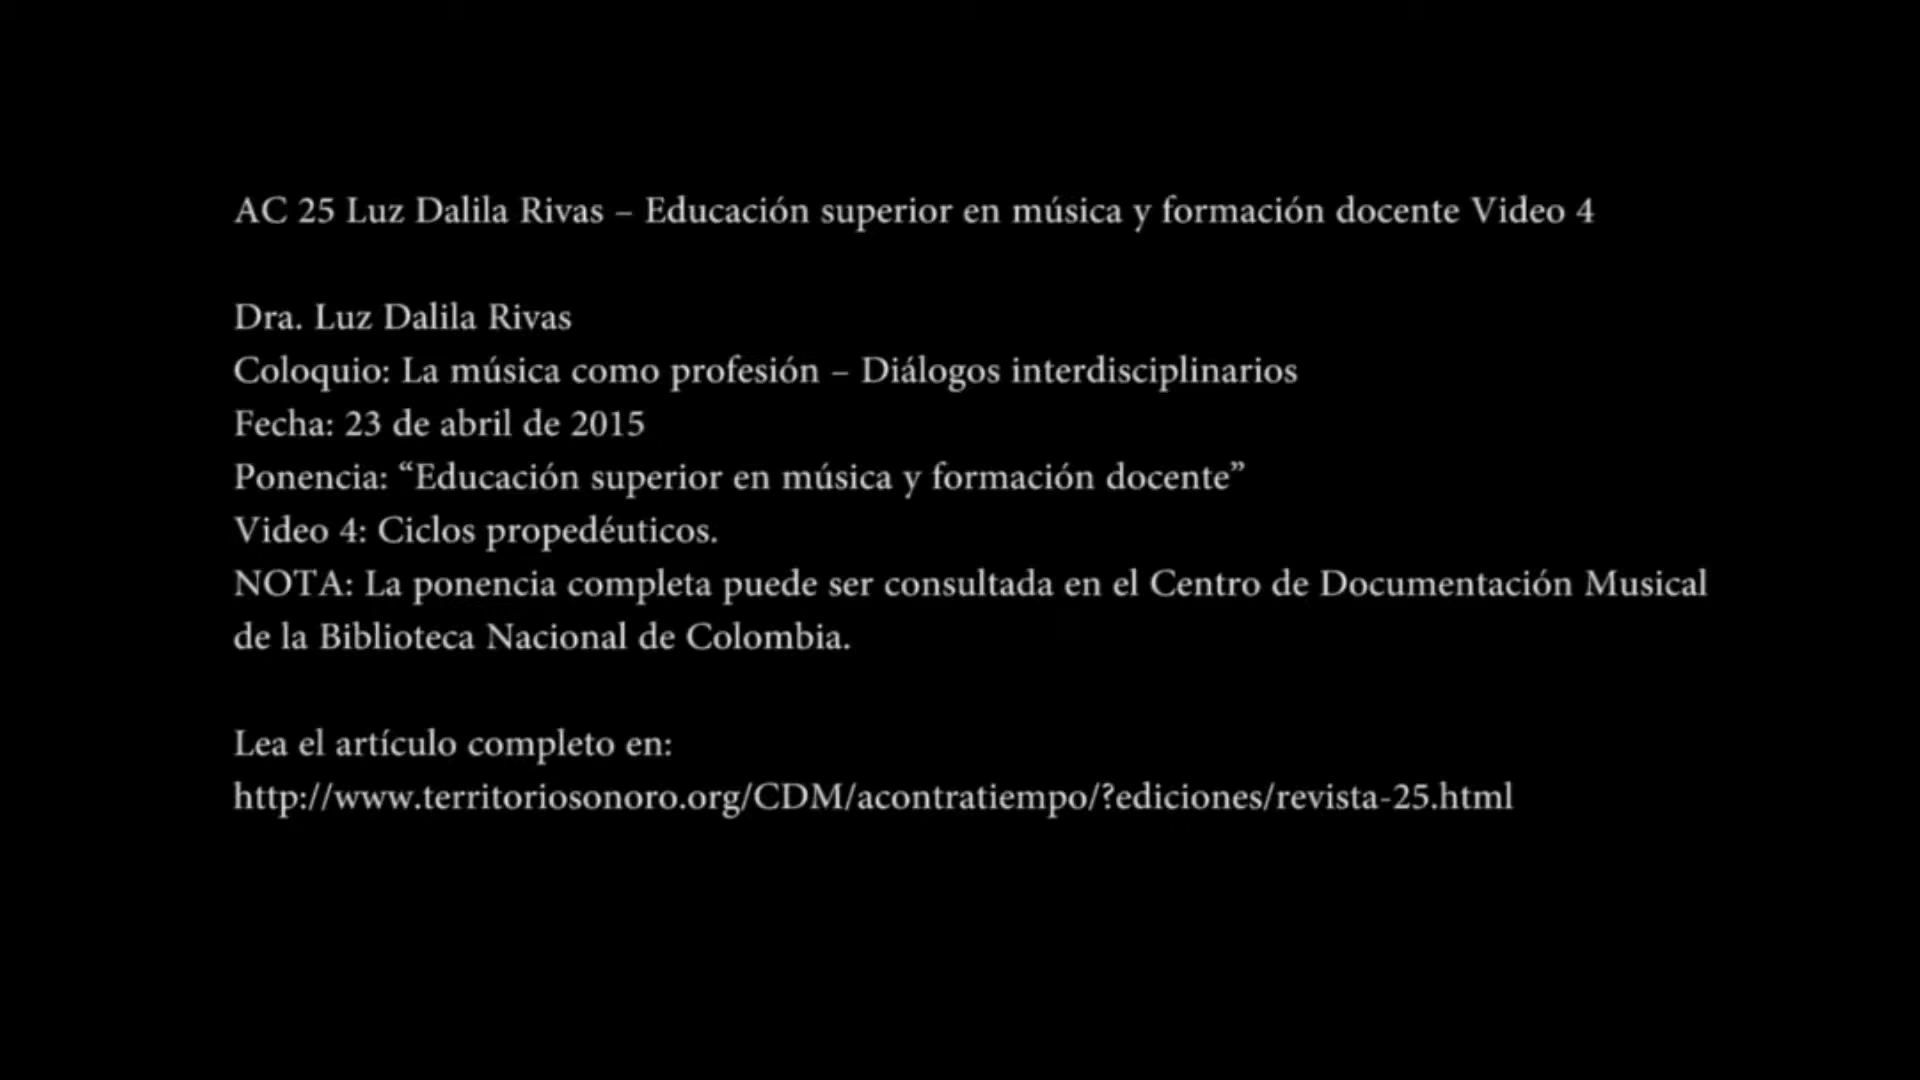 AC 25 Luz Dalila Rivas – Educación superior en música y formación docente Video 4
Dra. Luz Dalila Rivas
Coloquio: La música como profesión – Diálogos interdisciplinarios
Fecha: 23 de abril de 2015
Ponencia: “Educación superior en música y formación docente”
Video 4: Ciclos propedéuticos.
NOTA: La ponencia completa puede ser consultada en el Centro de Documentación Musical
de la Biblioteca Nacional de Colombia.
Lea el artículo completo en:
http://www.territoriosonoro.org/CDM/acontratiempo/?ediciones/revista-25.html